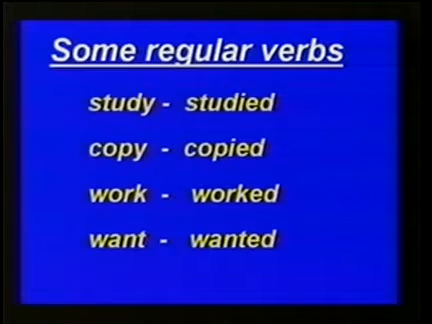 Some regular verbs
study - studied
copy - copied
work - worked
want - wanted